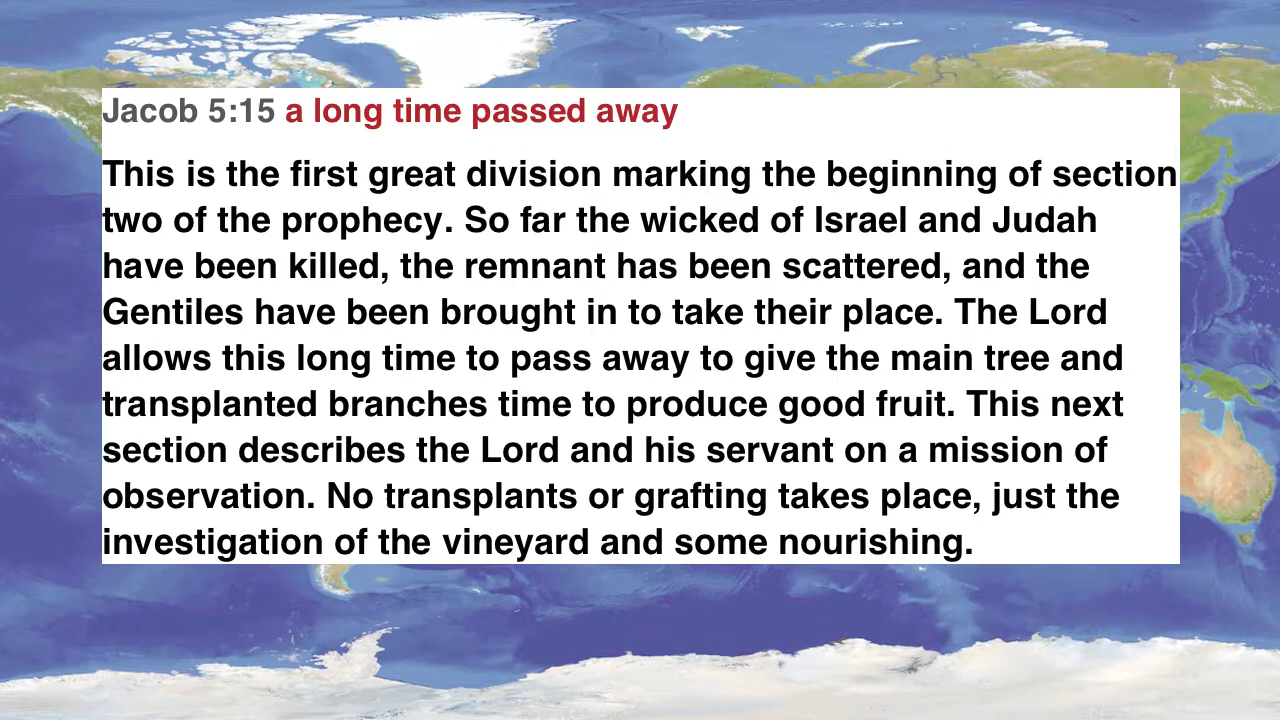 Jacob 5:15 a long time passed away
This is the first great division marking the beginning of section
two of the prophecy. So far the wicked of Israel and Judah
have been killed, the remnant has been scattered, and the
Gentiles have been brought in to take their place. The Lord
allows this long time to pass away to give the main tree and
transplanted branches time to produce good fruit. This next
section describes the Lord and his servant on a mission of
observation. No transplants or grafting takes place, just the
investigation of the vineyard and some nourishing.